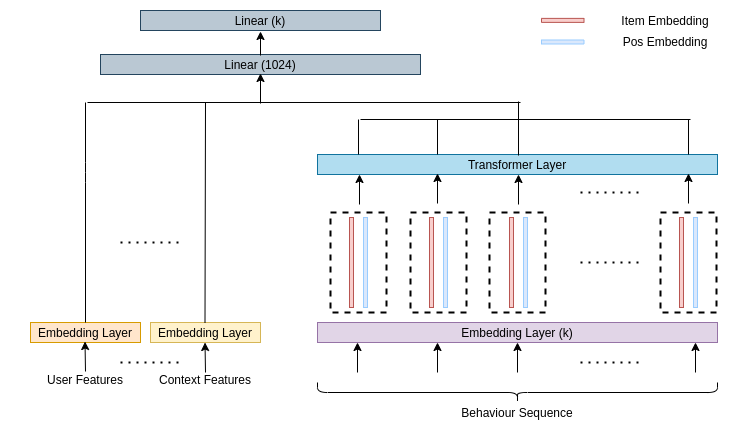 Linear (k)
Linear (1024)
Item Embedding
Pos Embedding
Transformer Layer
Embedding Layer
Embedding Layer
Embedding Layer (k)
User Features
Context Features
Behaviour Sequence